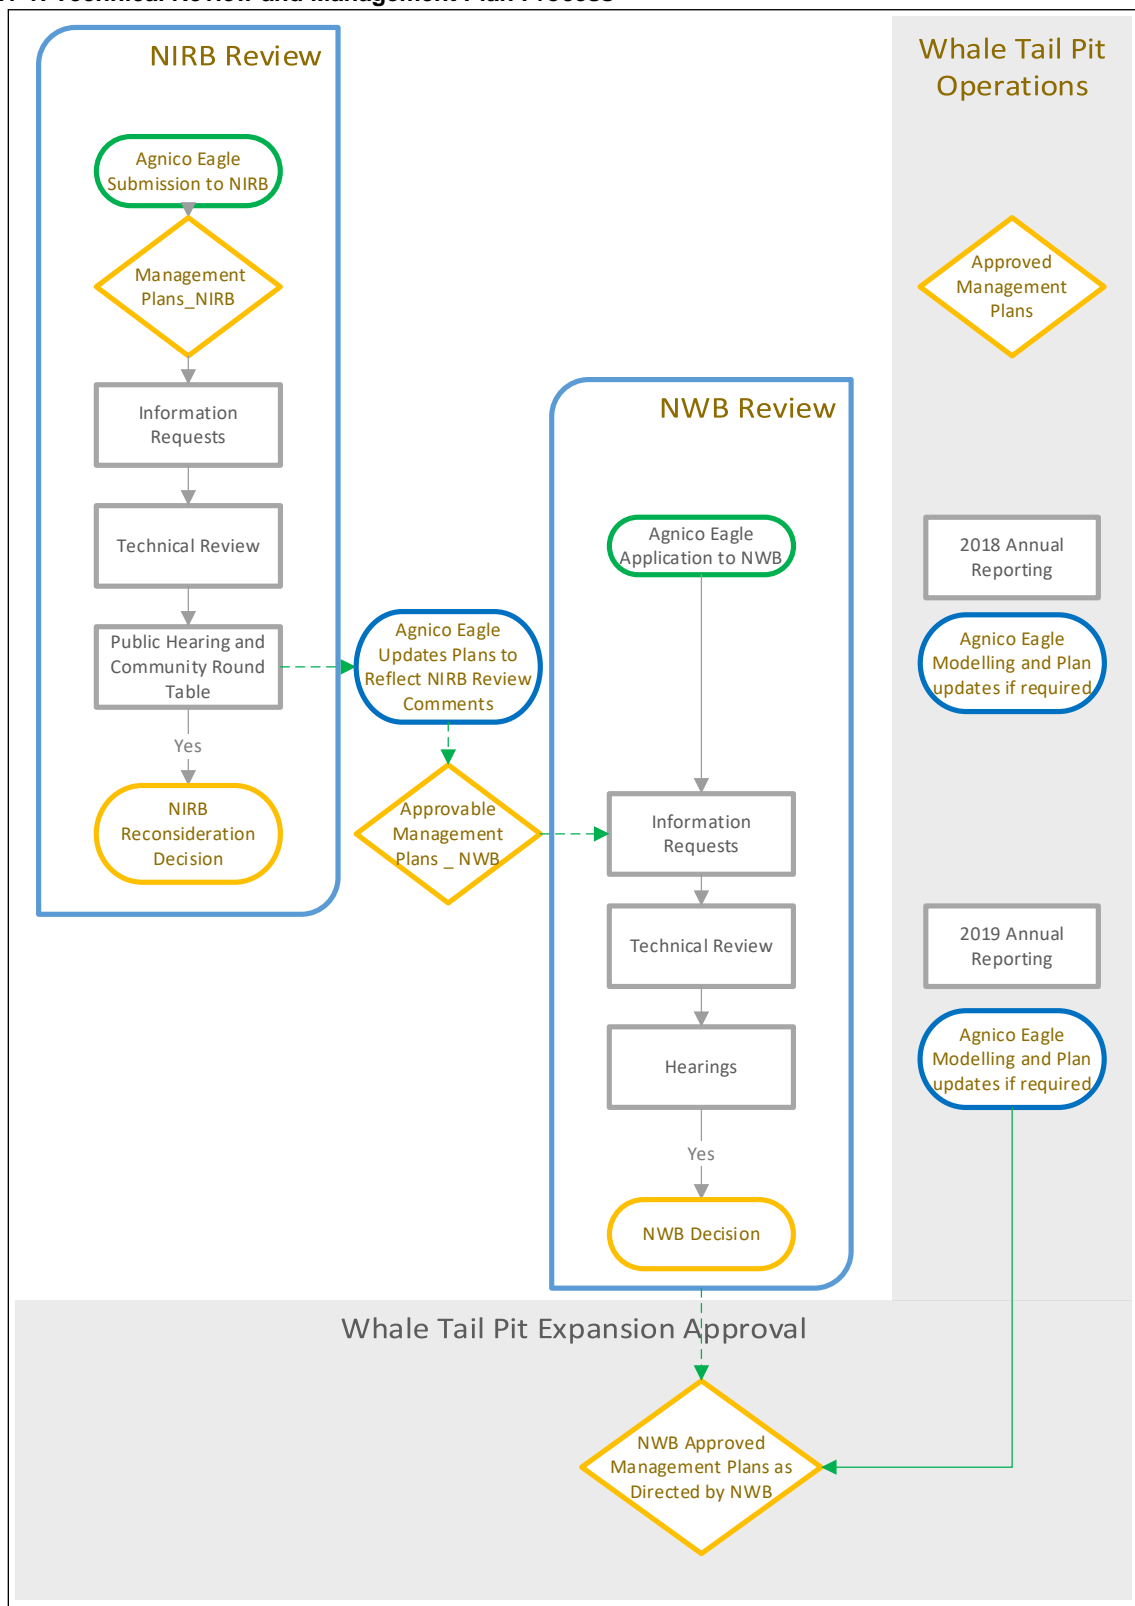 NIRB Review
Agnico Eagle
Submission to NIRB
Management
Plans_NIRB
Information
Requests
Technical Review
Public Hearing and
Community Round
Table
Yes
NIRB
Reconsideration
Decision
Agnico Eagle
Updates Plans to
Reflect NIRB Review
Comments
Approvable
Management
Plans _ NWB
NWB Review
Agnico Eagle
Application to NWB
Information
Requests
Technical Review
Hearings
Yes
NWB Decision
Whale Tail Pit
Operations
Approved
Management
Plans
2018 Annual
Reporting
Agnico Eagle
Modelling and Plan
updates if required
2019 Annual
Reporting
Agnico Eagle
Modelling and Plan
updates if required
Whale Tail Pit Expansion Approval
NWB Approved
Management Plans as
Directed by NWB